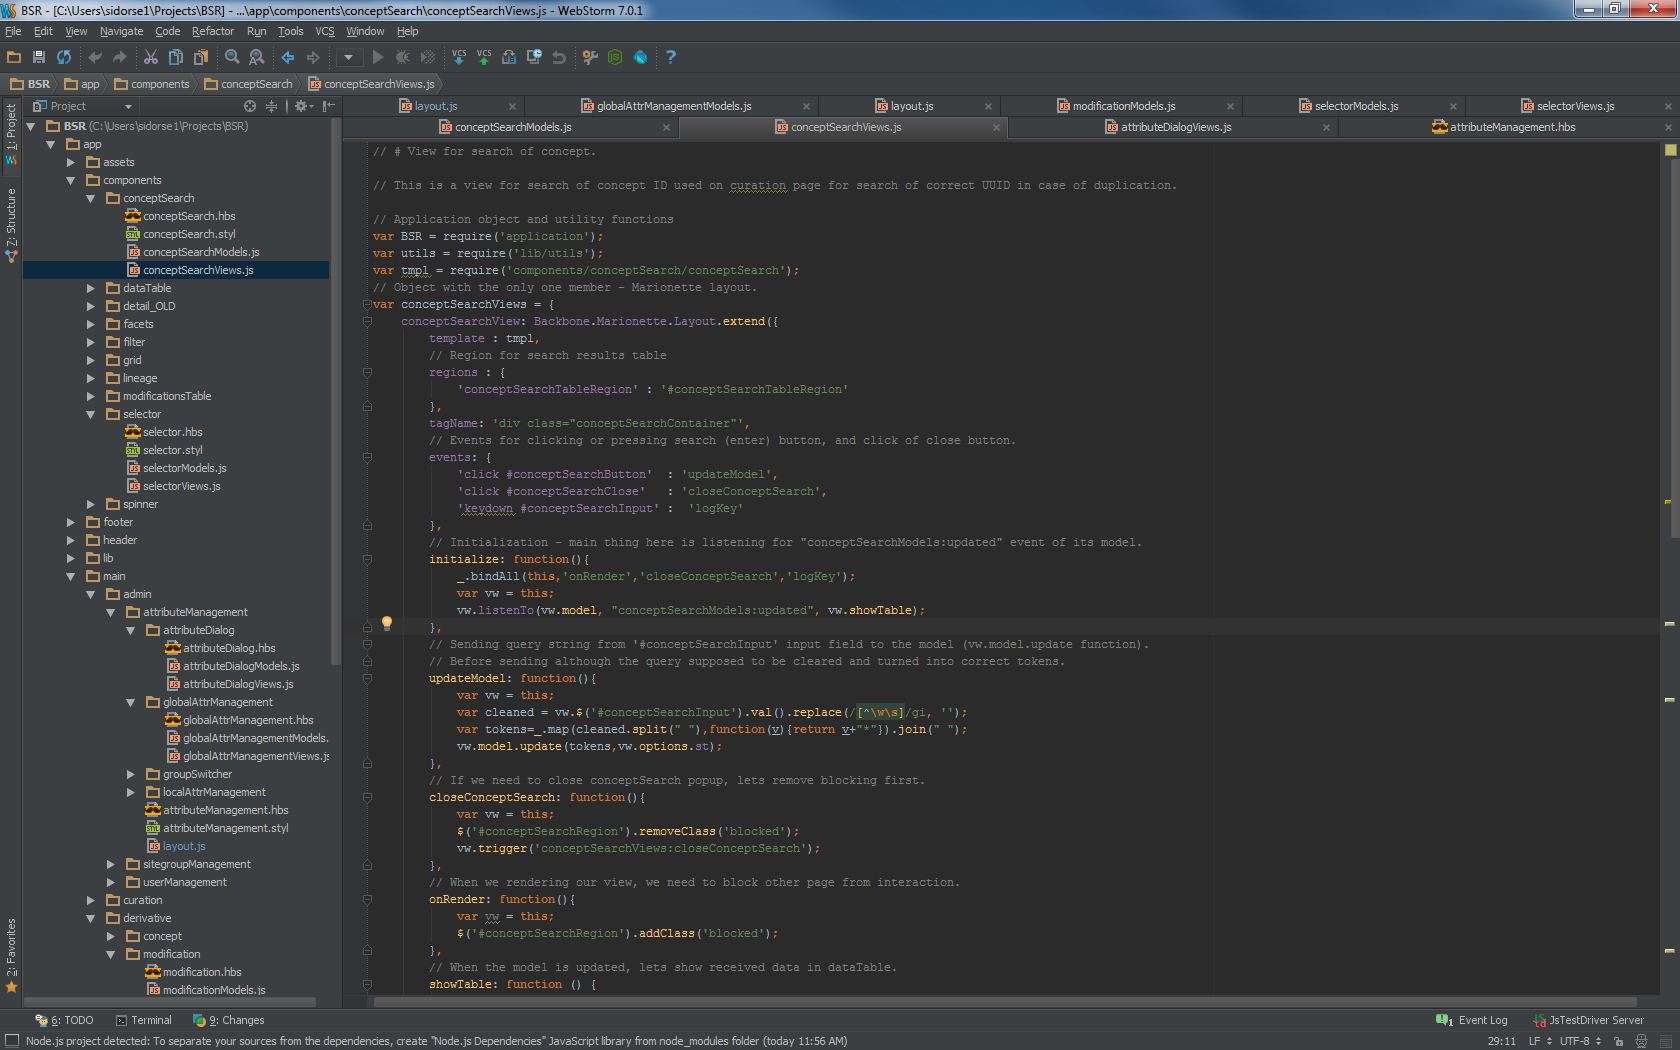 BSR - [C:\Users\sidorse1\Projects\BSR] - ...\app\components\conceptSearch\conceptSearchViews.js - WebStorm 7.0.1
File Edit View Navigate Code Refactor Run Tools VCS Window Help
VCS VCS
BSR app components conceptSearch conceptSearchViews.js
Project
layout.js globalAttrManagementModels.js layout.js modificationModels.js selectorModels.js selectorViews.js
conceptSearchModels.js conceptSearchViews.js attributeDialogViews.js attributeManagement.hbs
1: Project
Z: Structure
2: Favorites
BSR (C:\Users\sidorse1\Projects\BSR)
app
assets
components
conceptSearch
conceptSearch.hbs
conceptSearch.styl
conceptSearchModels.js
conceptSearchViews.js
dataTable
detail_OLD
facets
filter
grid
lineage
modificationsTable
selector
selector.hbs
selector.styl
selectorModels.js
selectorViews.js
spinner
footer
header
lib
main
admin
attributeManagement
attributeDialog
attributeDialog.hbs
attributeDialogModels.js
attributeDialogViews.js
globalAttrManagement
globalAttrManagement.hbs
globalAttrManagementModels.
globalAttrManagementViews.js
groupSwitcher
localAttrManagement
attributeManagement.hbs
attributeManagement.styl
layout.js
sitegroupManagement
userManagement
curation
derivative
concept
modification
modification.hbs
modificationModels.js
// # View for search of concept.
// This is a view for search of concept ID used on curation page for search of correct UUID in case of duplication.
// Application object and utility functions
var BSR = require('application');
var utils = require('lib/utils');
var tmpl = require('components/conceptSearch/conceptSearch');
// Object with the only one member - Marionette layout.
var conceptSearchViews = {
conceptSearchView: Backbone.Marionette.Layout.extend({
template : tmpl,
// Region for search results table
regions : {
'conceptSearchTableRegion' : '#conceptSearchTableRegion'
},
tagName: 'div class="conceptSearchContainer"',
// Events for clicking or pressing search (enter) button, and click of close button.
events: {
'click #conceptSearchButton' : 'updateModel',
'click #conceptSearchClose' : 'closeConceptSearch',
'keydown #conceptSearchInput' : 'logKey'
},
// Initialization - main thing here is listening for "conceptSearchModels:updated" event of its model.
initialize: function(){
_.bindAll(this,'onRender','closeConceptSearch','logKey');
var vw = this;
vw.listenTo(vw.model, "conceptSearchModels:updated", vw.showTable);
},
// Sending query string from '#conceptSearchInput' input field to the model (vw.model.update function).
// Before sending although the query supposed to be cleared and turned into correct tokens.
updateModel: function(){
var vw = this;
var cleaned = vw.$('#conceptSearchInput').val().replace(/[^\w\s]/gi, '');
var tokens=_.map(cleaned.split(" "),function(v){return v+"*"}).join(" ");
vw.model.update(tokens,vw.options.st);
},
// If we need to close conceptSearch popup, lets remove blocking first.
closeConceptSearch: function(){
var vw = this;
$('#conceptSearchRegion').removeClass('blocked');
vw.trigger('conceptSearchViews:closeConceptSearch');
},
// When we rendering our view, we need to block other page from interaction.
onRender: function(){
var vw = this;
$('#conceptSearchRegion').addClass('blocked');
},
// When the model is updated, lets show received data in dataTable.
showTable: function () {
6: TODO Terminal 9: Changes 1 Event Log JsTestDriver Server
Node.js project detected: To separate your sources from the dependencies, create "Node.js Dependencies" JavaScript library from node_modules folder (today 11:56 AM) 29:11 LF UTF-8